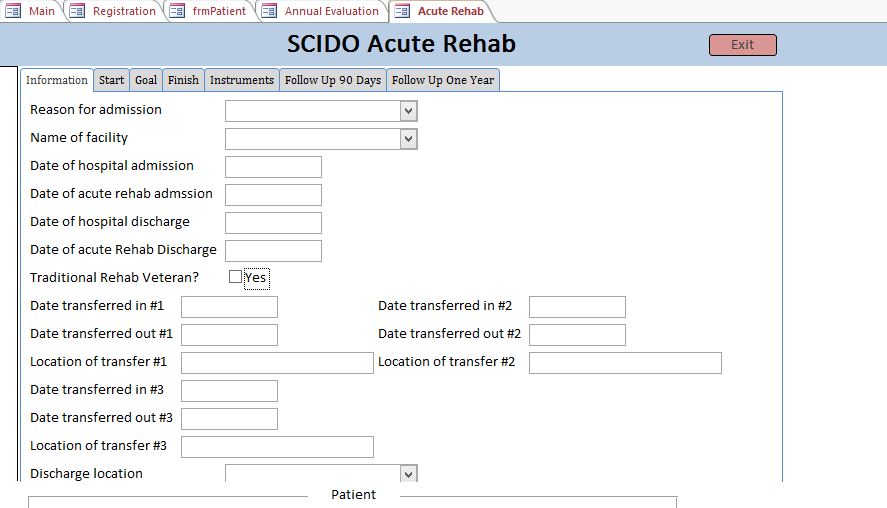 Main Registration frmPatient Annual Evaluation Acute Rehab
SCIDO Acute Rehab Exit
Information Start Goal Finish Instruments Follow Up 90 Days Follow Up One Year
Reason for admission
Name of facility
Date of hospital admission
Date of acute rehab admssion
Date of hospital discharge
Date of acute Rehab Discharge
Traditional Rehab Veteran? Yes
Date transferred in #1 Date transferred in #2
Date transferred out #1 Date transferred out #2
Location of transfer #1 Location of transfer #2
Date transferred in #3
Date transferred out #3
Location of transfer #3
Discharge location
Patient